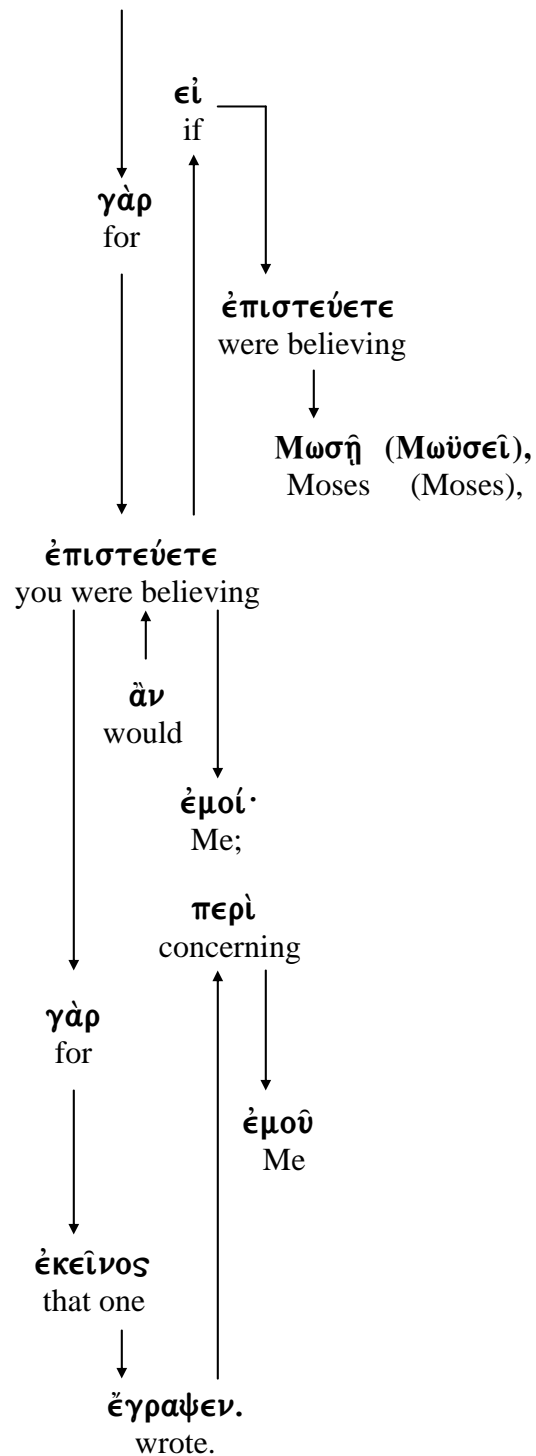 εἰ
if
γὰρ
for
ἐπιστεύετε
were believing
Μωσῇ (Μωϋσεῖ),
Moses (Moses),
ἐπιστεύετε
you were believing
ἂν
would
ἐμοί·
Me;
περὶ
concerning
γὰρ
for
ἐμοῦ
Me
ἐκεῖνος
that one
ἔγραψεν.
wrote.